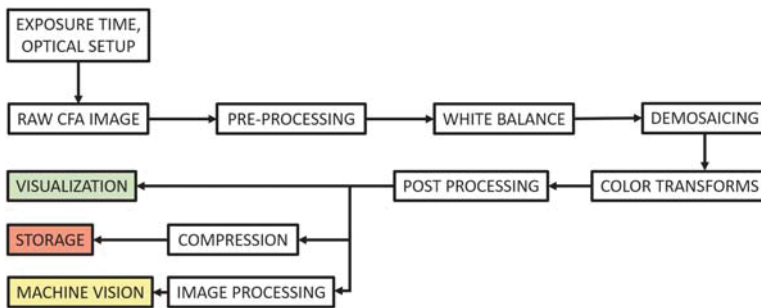 EXPOSURE TIME,
OPTICAL SETUP
RAW CFA IMAGE
PRE-PROCESSING
WHITE BALANCE
DEMOSAICING
VISUALIZATION
POST PROCESSING
COLOR TRANSFORMS
STORAGE
COMPRESSION
MACHINE VISION
IMAGE PROCESSING